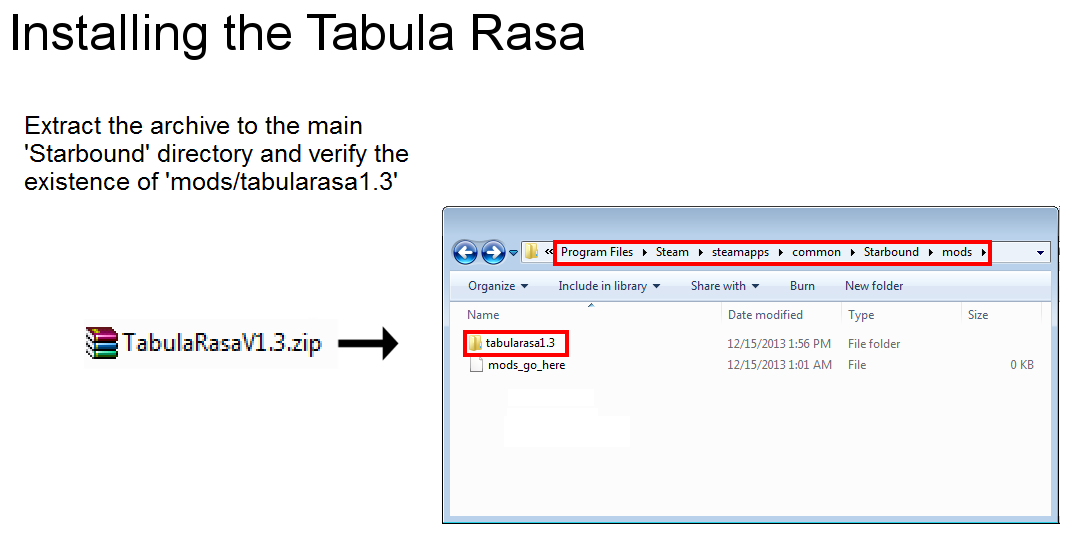 Installing the Tabula Rasa
Extract the archive to the main
'Starbound' directory and verify the
existence of 'mods/tabularasa1.3'
TabulaRasaV1.3.zip
« Program Files Steam steamapps common Starbound mods
Organize Include in library Share with Burn New folder
Name Date modified Type Size
tabularasa1.3 12/15/2013 1:56 PM File folder
mods_go_here 12/15/2013 1:01 AM File 0 KB